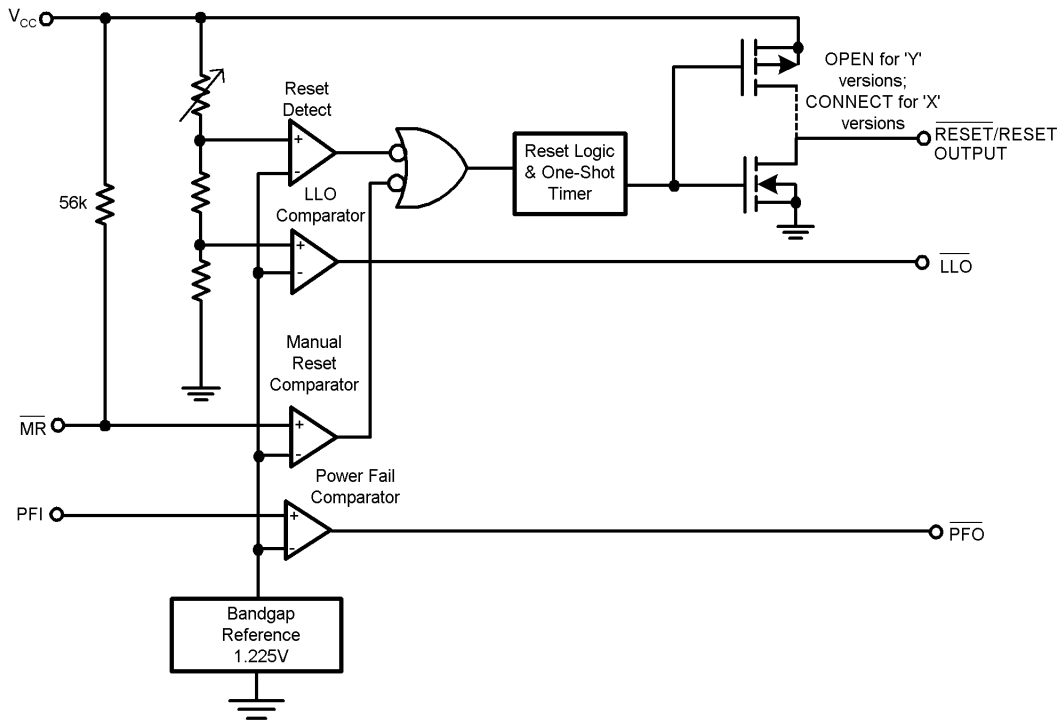 VCC
OPEN for 'Y'
versions;
CONNECT for 'X'
versions
Reset
Detect
+
-
RESET/RESET
OUTPUT
Reset Logic
& One-Shot
Timer
56k
LLO
Comparator
+
-
LLO
Manual
Reset
Comparator
MR
+
-
Power Fail
Comparator
PFI
+
-
PFO
Bandgap
Reference
1.225V